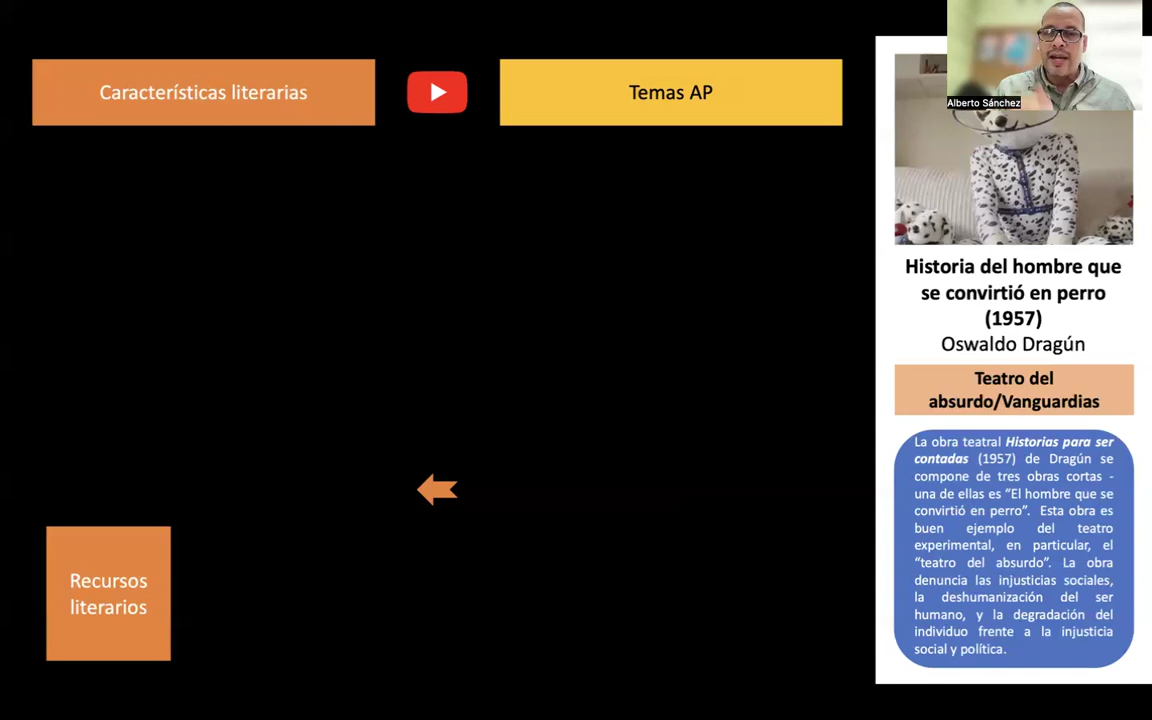 Características literarias
Temas AP
Alberto Sánchez
Historia del hombre que
se convirtió en perro
(1957)
Oswaldo Dragún
Teatro del
absurdo/Vanguardias
La obra teatral Historias para ser
contadas (1957) de Dragún se
compone de tres obras cortas -
una de ellas es “El hombre que se
convirtió en perro”. Esta obra es
buen ejemplo del teatro
experimental, en particular, el
“teatro del absurdo”. La obra
denuncia las injusticias sociales,
la deshumanización del ser
humano, y la degradación del
individuo frente a la injusticia
social y política.
Recursos
literarios